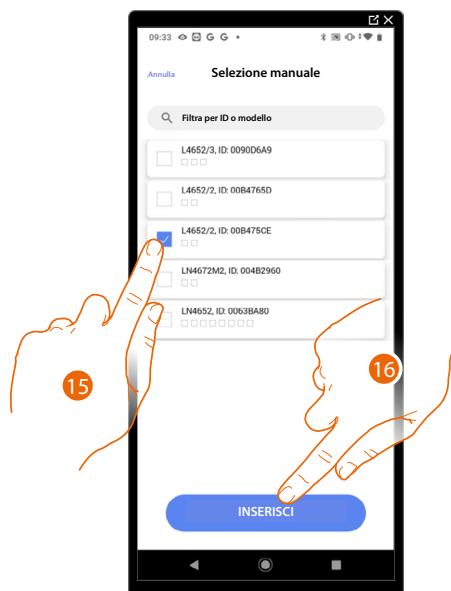 09:33 G G •
Annulla Selezione manuale
Filtra per ID o modello
L4652/3, ID: 0090D6A9
L4652/2, ID: 00B4765D
L4652/2, ID: 00B475CE
LN4672M2, ID: 004B2960
LN4652, ID: 0063BA80
15
16
INSERISCI